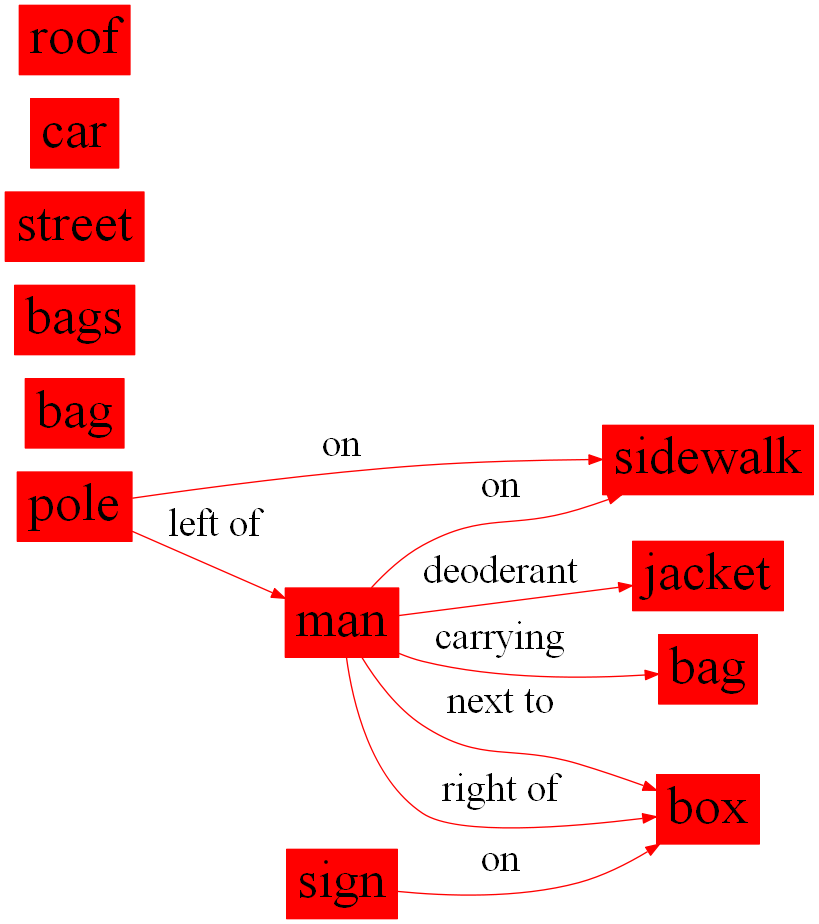 roof
car
street
bags
bag
pole
on
sidewalk
on
left of
deoderant
jacket
man
carrying
bag
next to
right of
box
on
sign